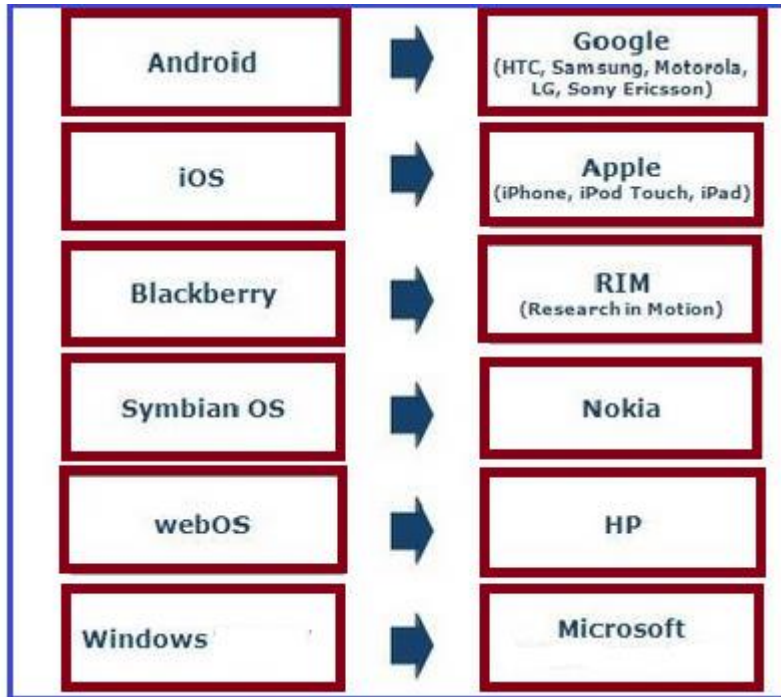 Android
Google
(HTC, Samsung, Motorola,
LG, Sony Ericsson)
iOS
Apple
(iPhone, iPod Touch, iPad)
Blackberry
RIM
(Research in Motion)
Symbian OS
Nokia
webOS
HP
Windows
Microsoft